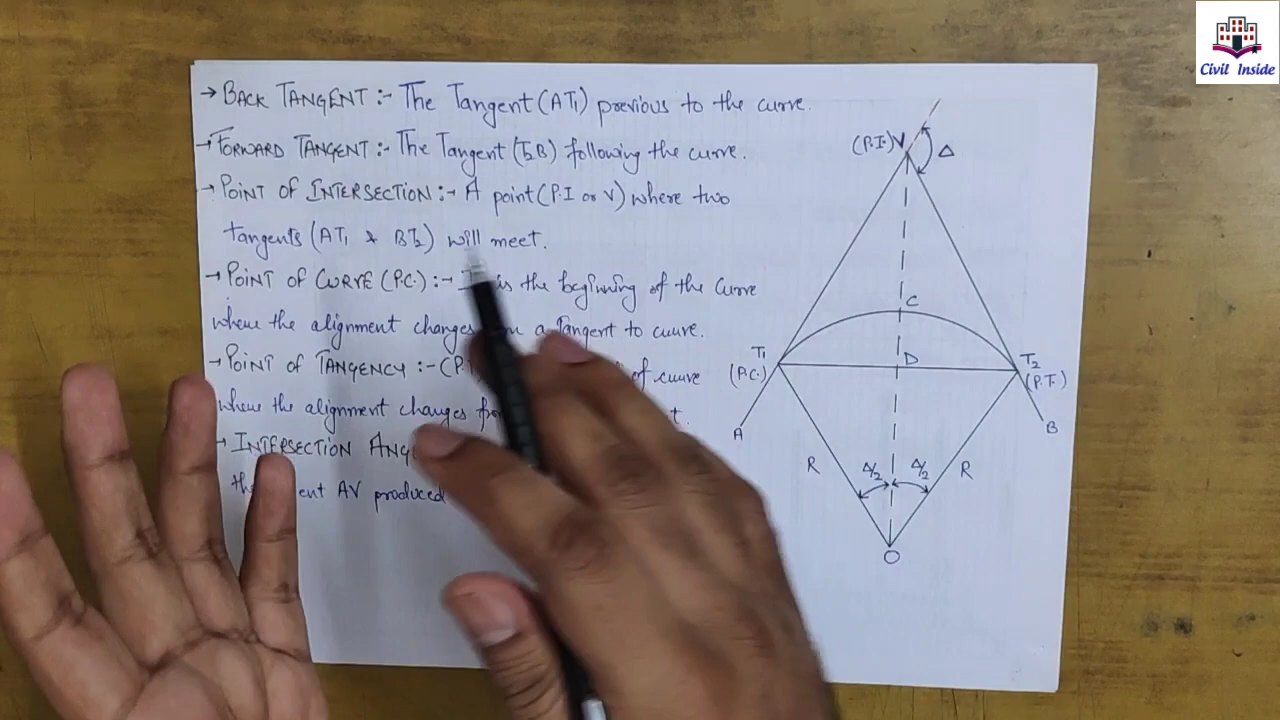 → BACK TANGENT :- The Tangent (AT1) previous to the curve.
→ FORWARD TANGENT :- The Tangent (T2B) following the curve.
→ POINT OF INTERSECTION :- A point (P.I or V) where two
tangents (AT1 & BT2) will meet.
→ POINT OF CURVE (P.C.) :- is the beginning of the curve
where the alignment changes a Tangent to curve.
→ POINT OF TANGENCY :- of curve
where the alignment changes
→ INTERSECTION
AV produced
(P.I.) V
Δ
C
D
T1
(P.C.)
T2
(P.T.)
A
B
R
Δ/2
Δ/2
R
O
Civil Inside